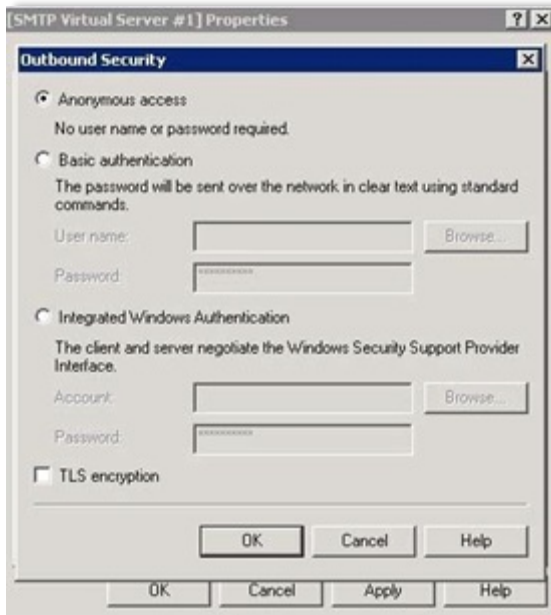 [SMTP Virtual Server #1] Properties
Outbound Security
Anonymous access
No user name or password required.
Basic authentication
The password will be sent over the network in clear text using standard
commands.
User name:
Browse...
Password:
**********
Integrated Windows Authentication
The client and server negotiate the Windows Security Support Provider
Interface.
Account:
Browse...
Password:
**********
TLS encryption
OK
Cancel
Help
OK
Cancel
Apply
Help